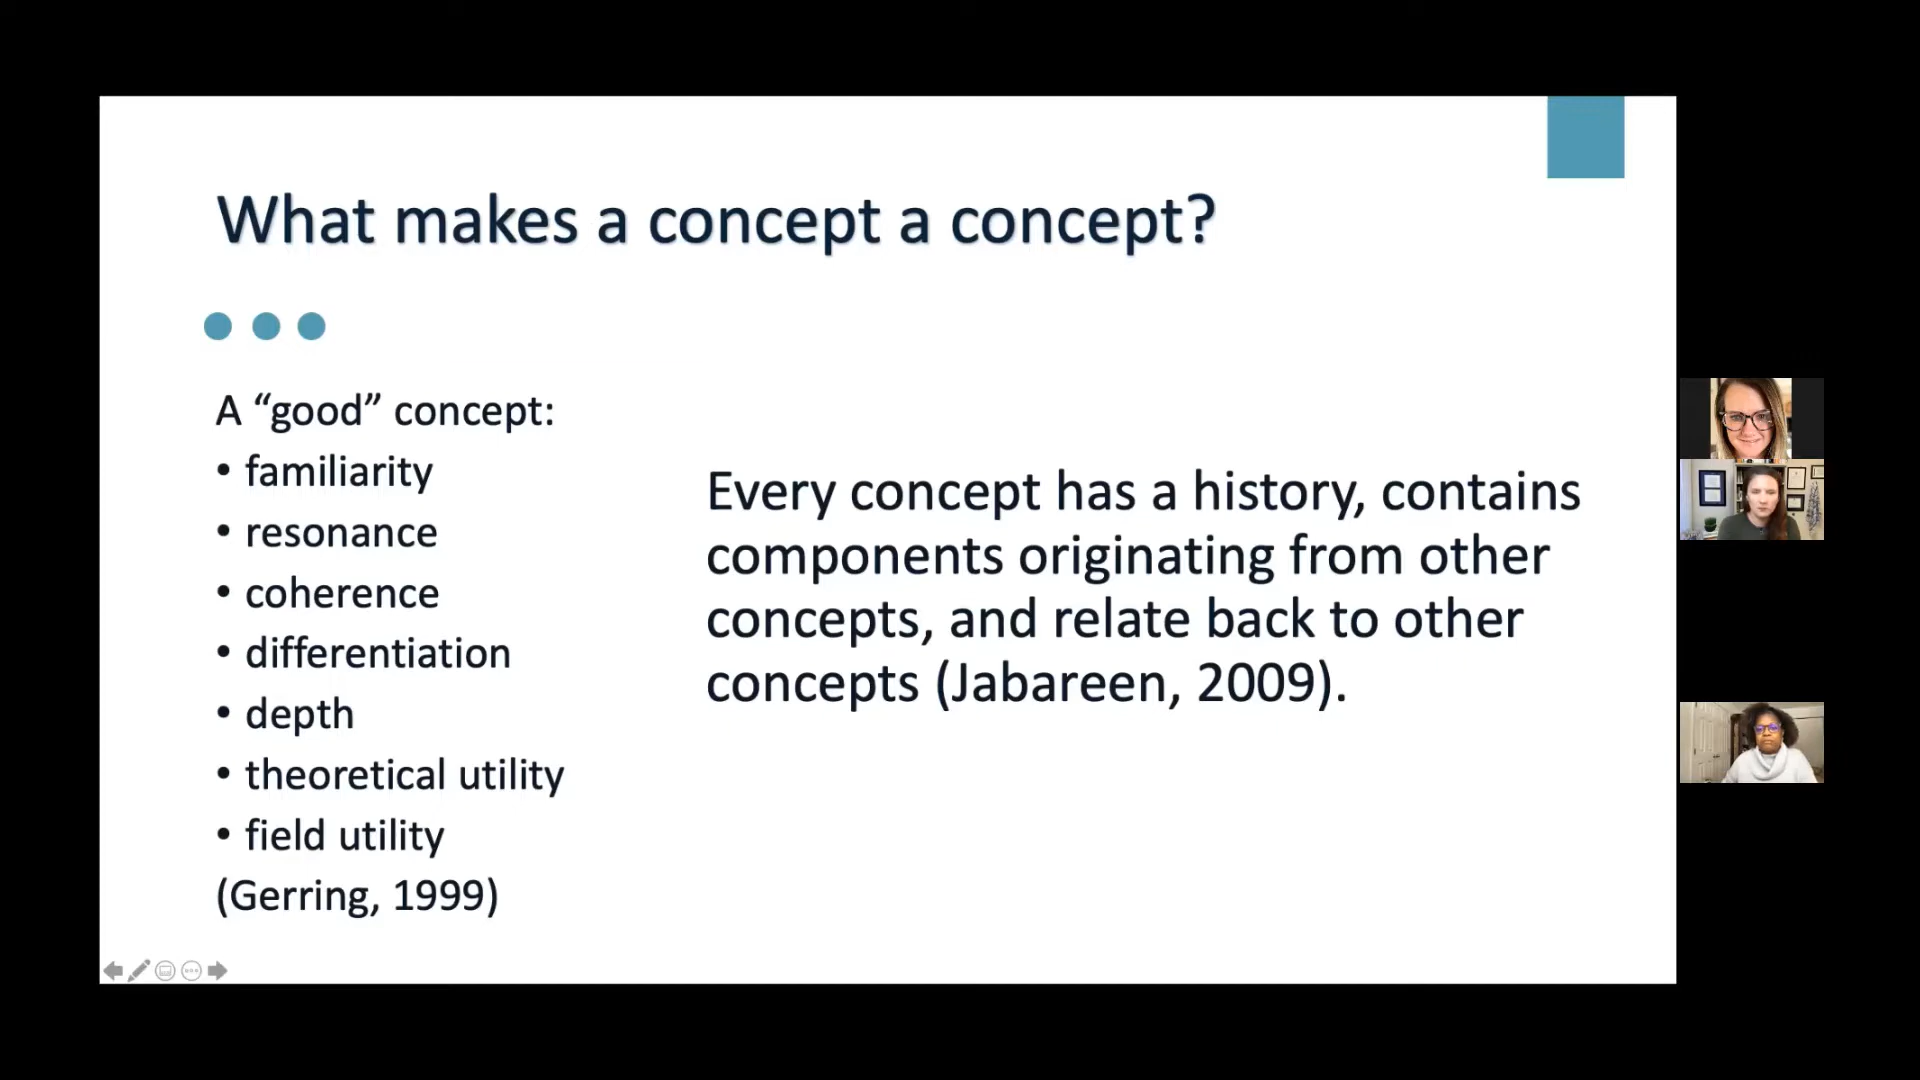 What makes a concept a concept?
A “good” concept:
• familiarity
• resonance
• coherence
• differentiation
• depth
• theoretical utility
• field utility
(Gerring, 1999)
Every concept has a history, contains
components originating from other
concepts, and relate back to other
concepts (Jabareen, 2009).